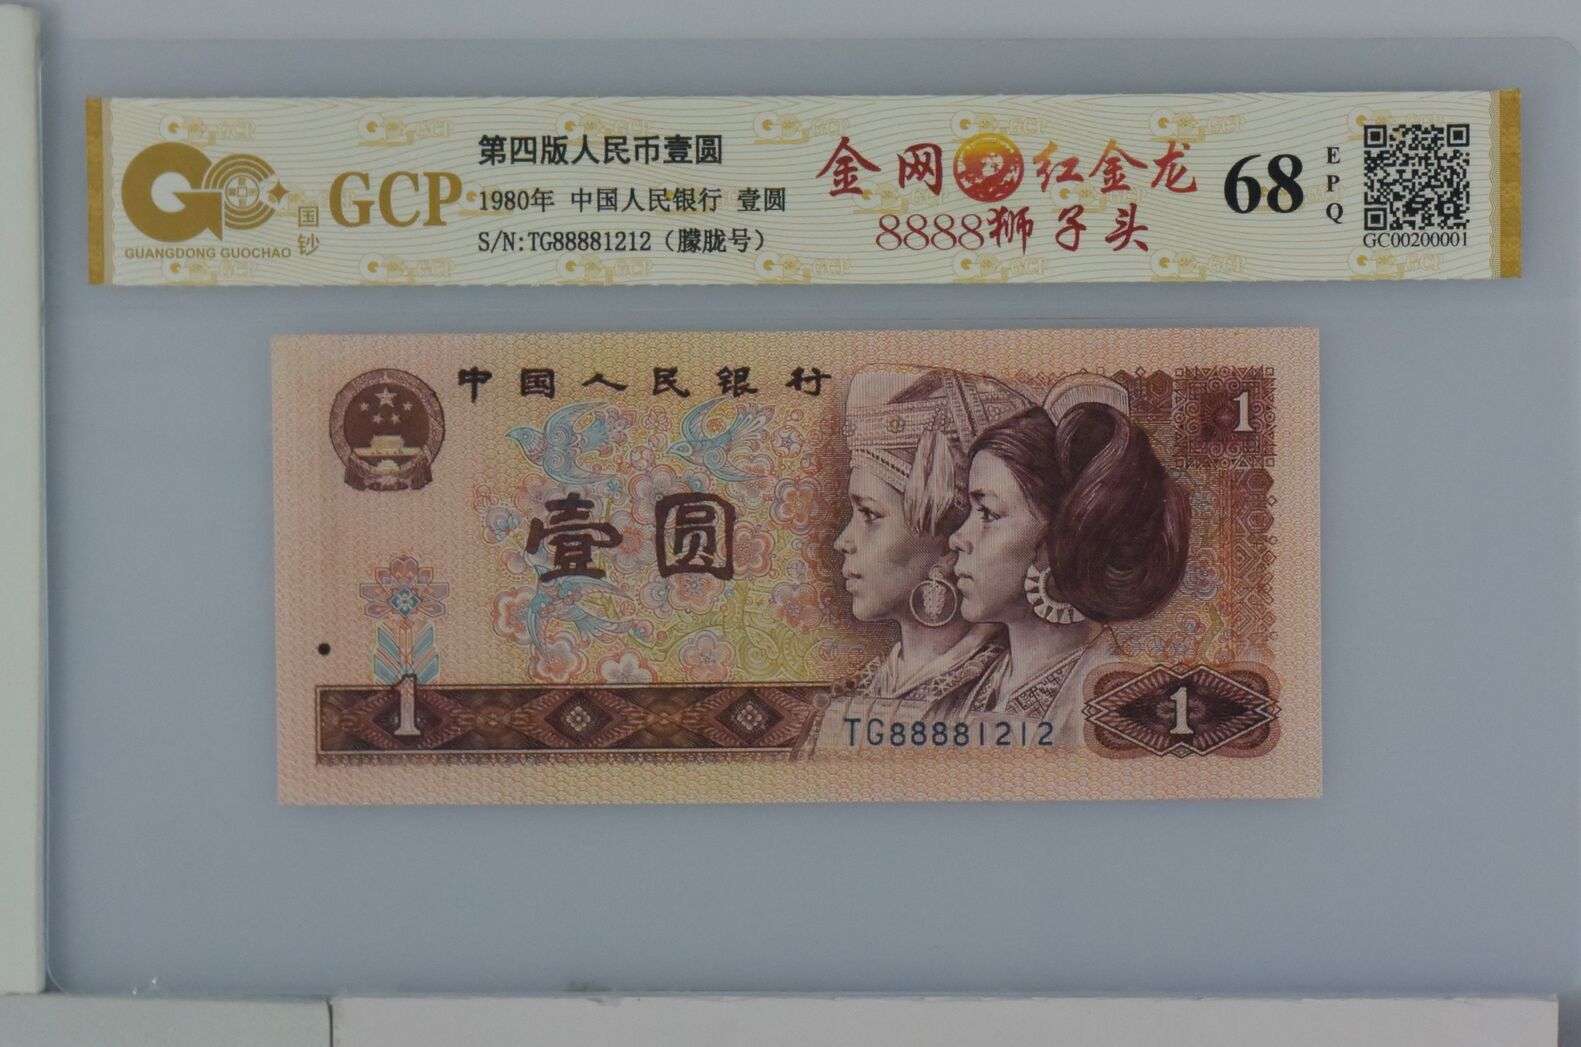 GUANGDONG GUOCHAO
国钞
GCP
第四版人民币壹圆
1980年 中国人民银行 壹圆
S/N:TG88881212（朦胧号）
金网 红金龙
8888狮子头
68
EPQ
GC00200001
中国人民银行
1
壹圆
1
TG88881212
1